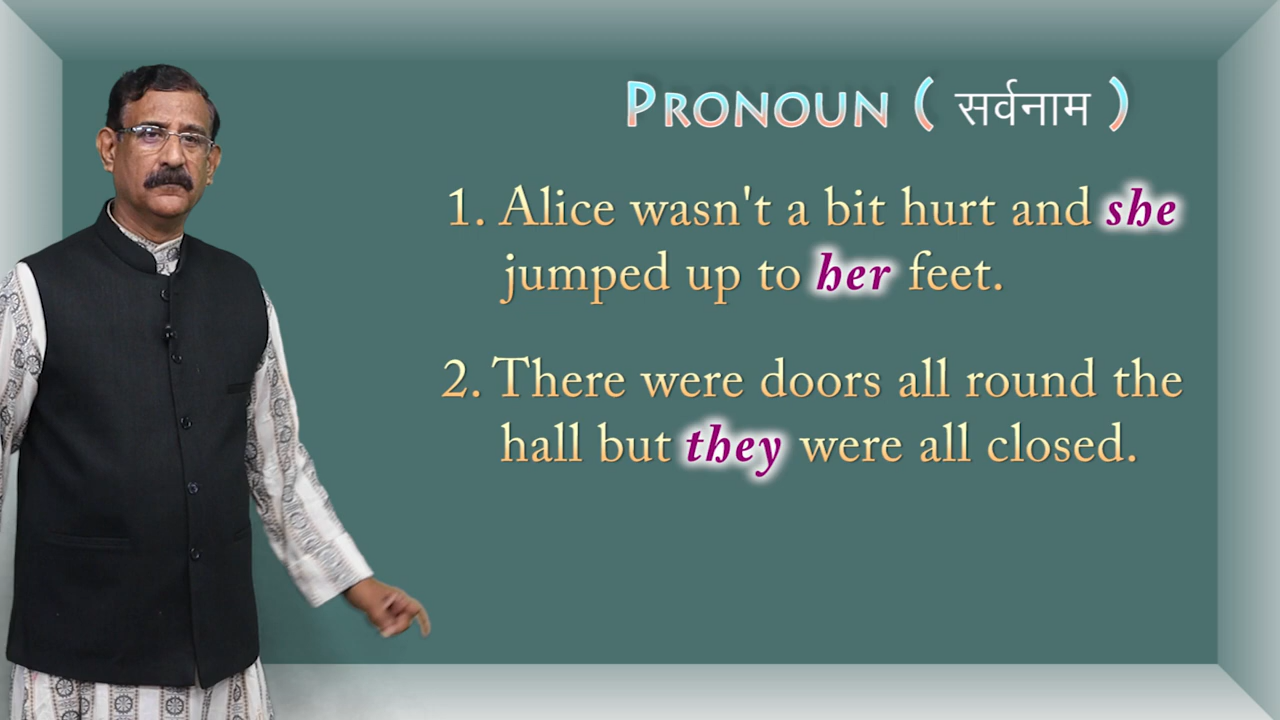 PRONOUN ( सर्वनाम )
1. Alice wasn't a bit hurt and she
jumped up to her feet.
2. There were doors all round the
hall but they were all closed.